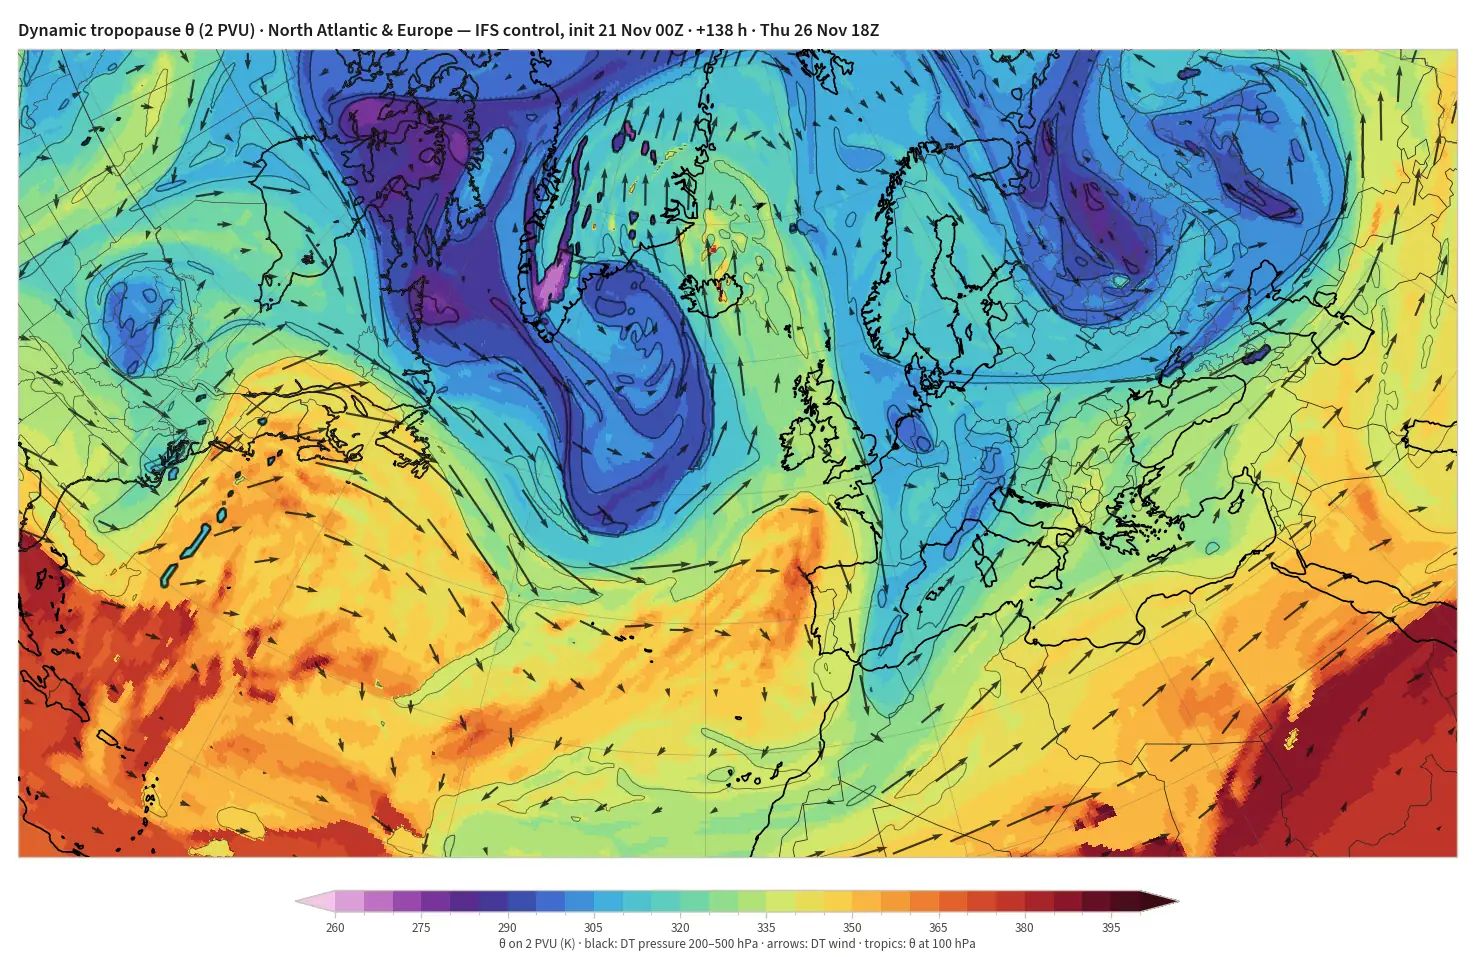 Dynamic tropopause θ (2 PVU) · North Atlantic & Europe — IFS control, init 21 Nov 00Z · +138 h · Thu 26 Nov 18Z
260 275 290 305 320 335 350 365 380 395
θ on 2 PVU (K) · black: DT pressure 200–500 hPa · arrows: DT wind · tropics: θ at 100 hPa